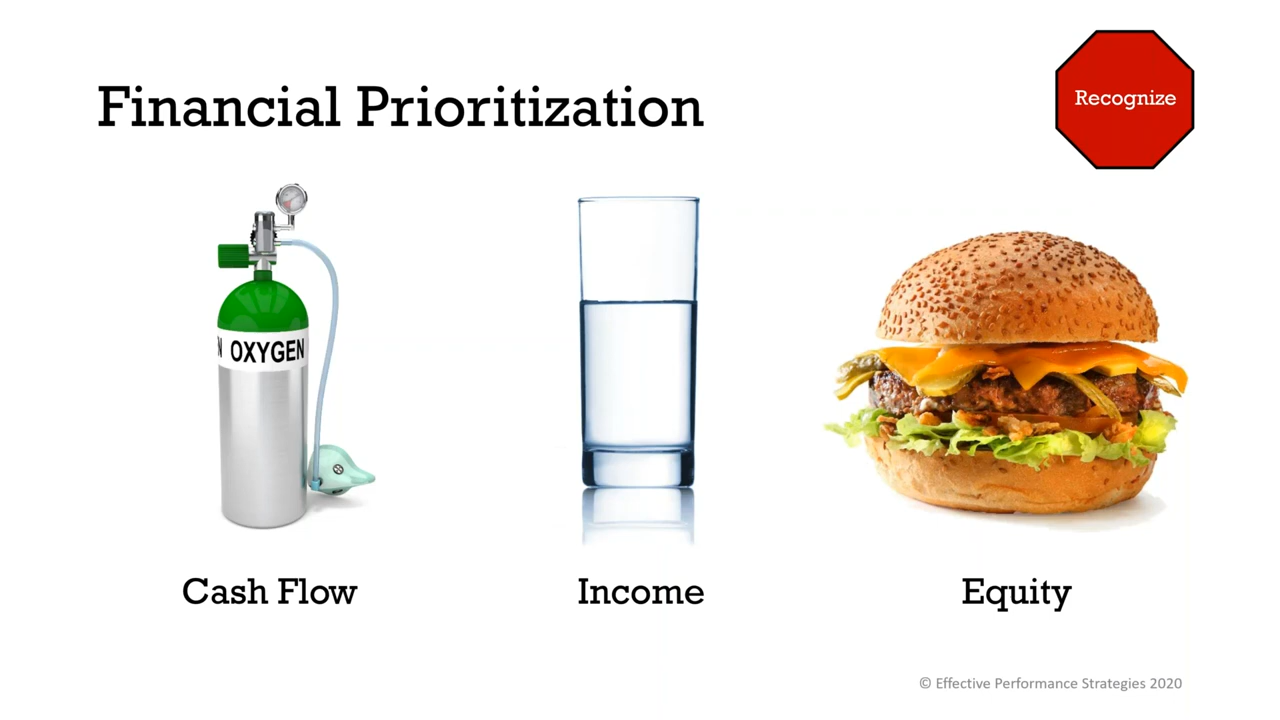 Financial Prioritization
Recognize
N OXYGEN
Cash Flow
Income
Equity
© Effective Performance Strategies 2020